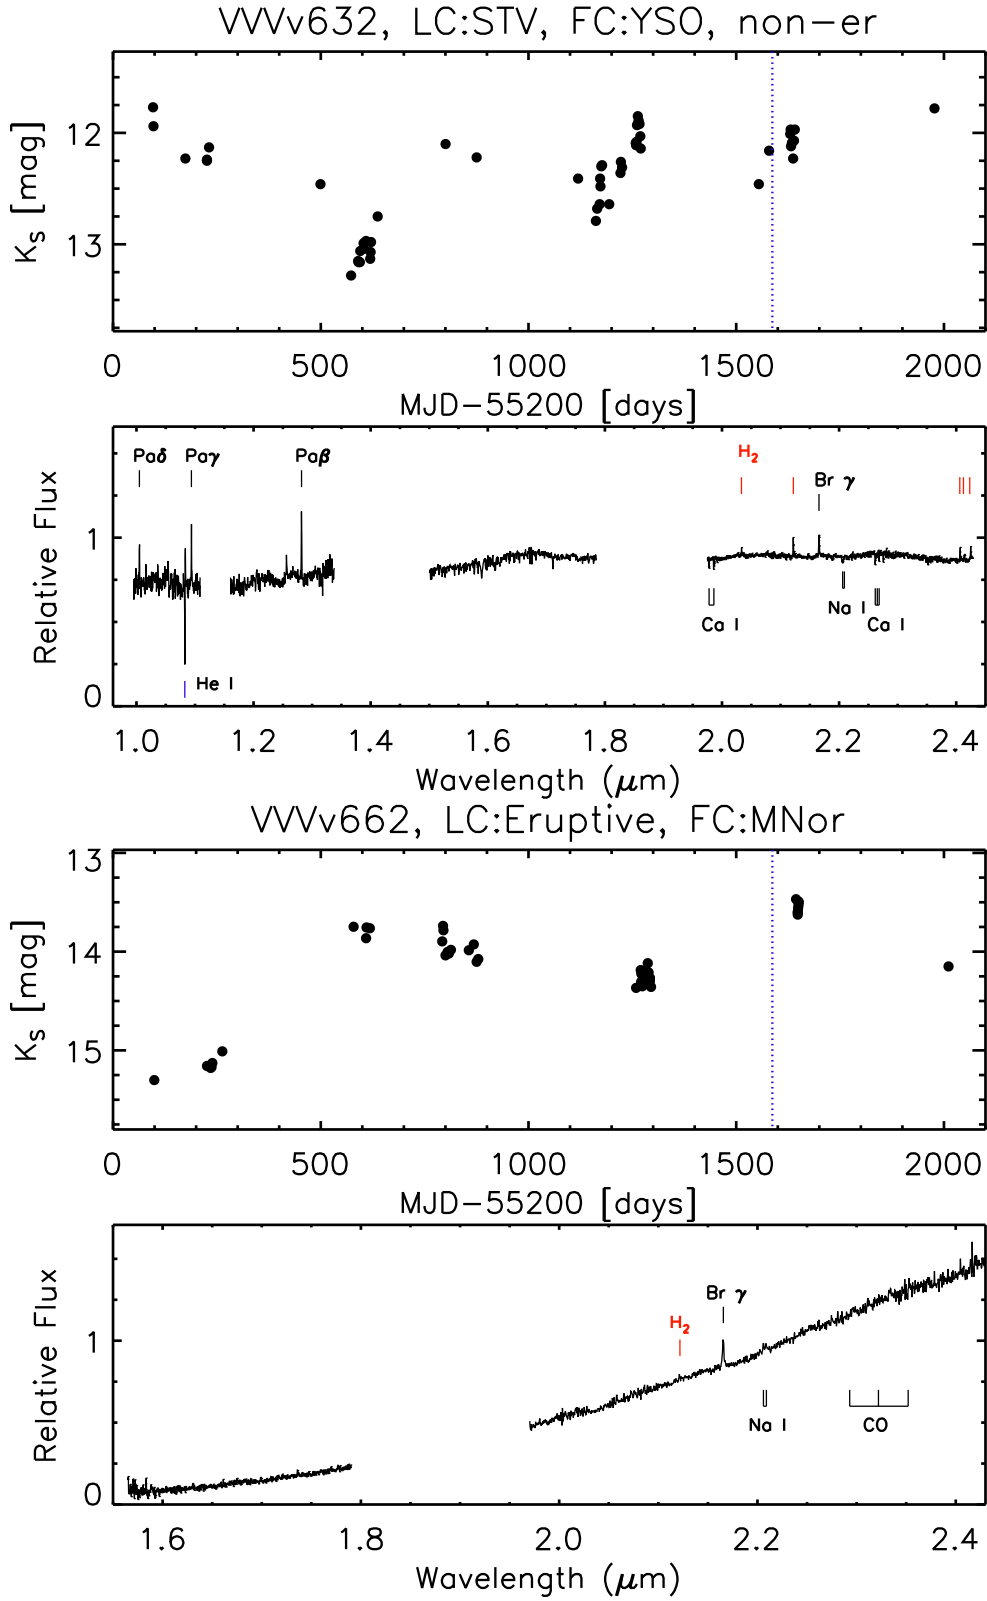 VVVv632, LC:STV, FC:YSO, non-er
12
13
Ks [mag]
0 500 1000 1500 2000
MJD-55200 [days]
Paδ Paγ Paβ H2 Br γ
1
0
Relative Flux
Ca I Na I Ca I
He I
1.0 1.2 1.4 1.6 1.8 2.0 2.2 2.4
Wavelength (μm)
VVVv662, LC:Eruptive, FC:MNor
13
14
15
Ks [mag]
0 500 1000 1500 2000
MJD-55200 [days]
Br γ
H2
1
0
Relative Flux
Na I CO
1.6 1.8 2.0 2.2 2.4
Wavelength (μm)